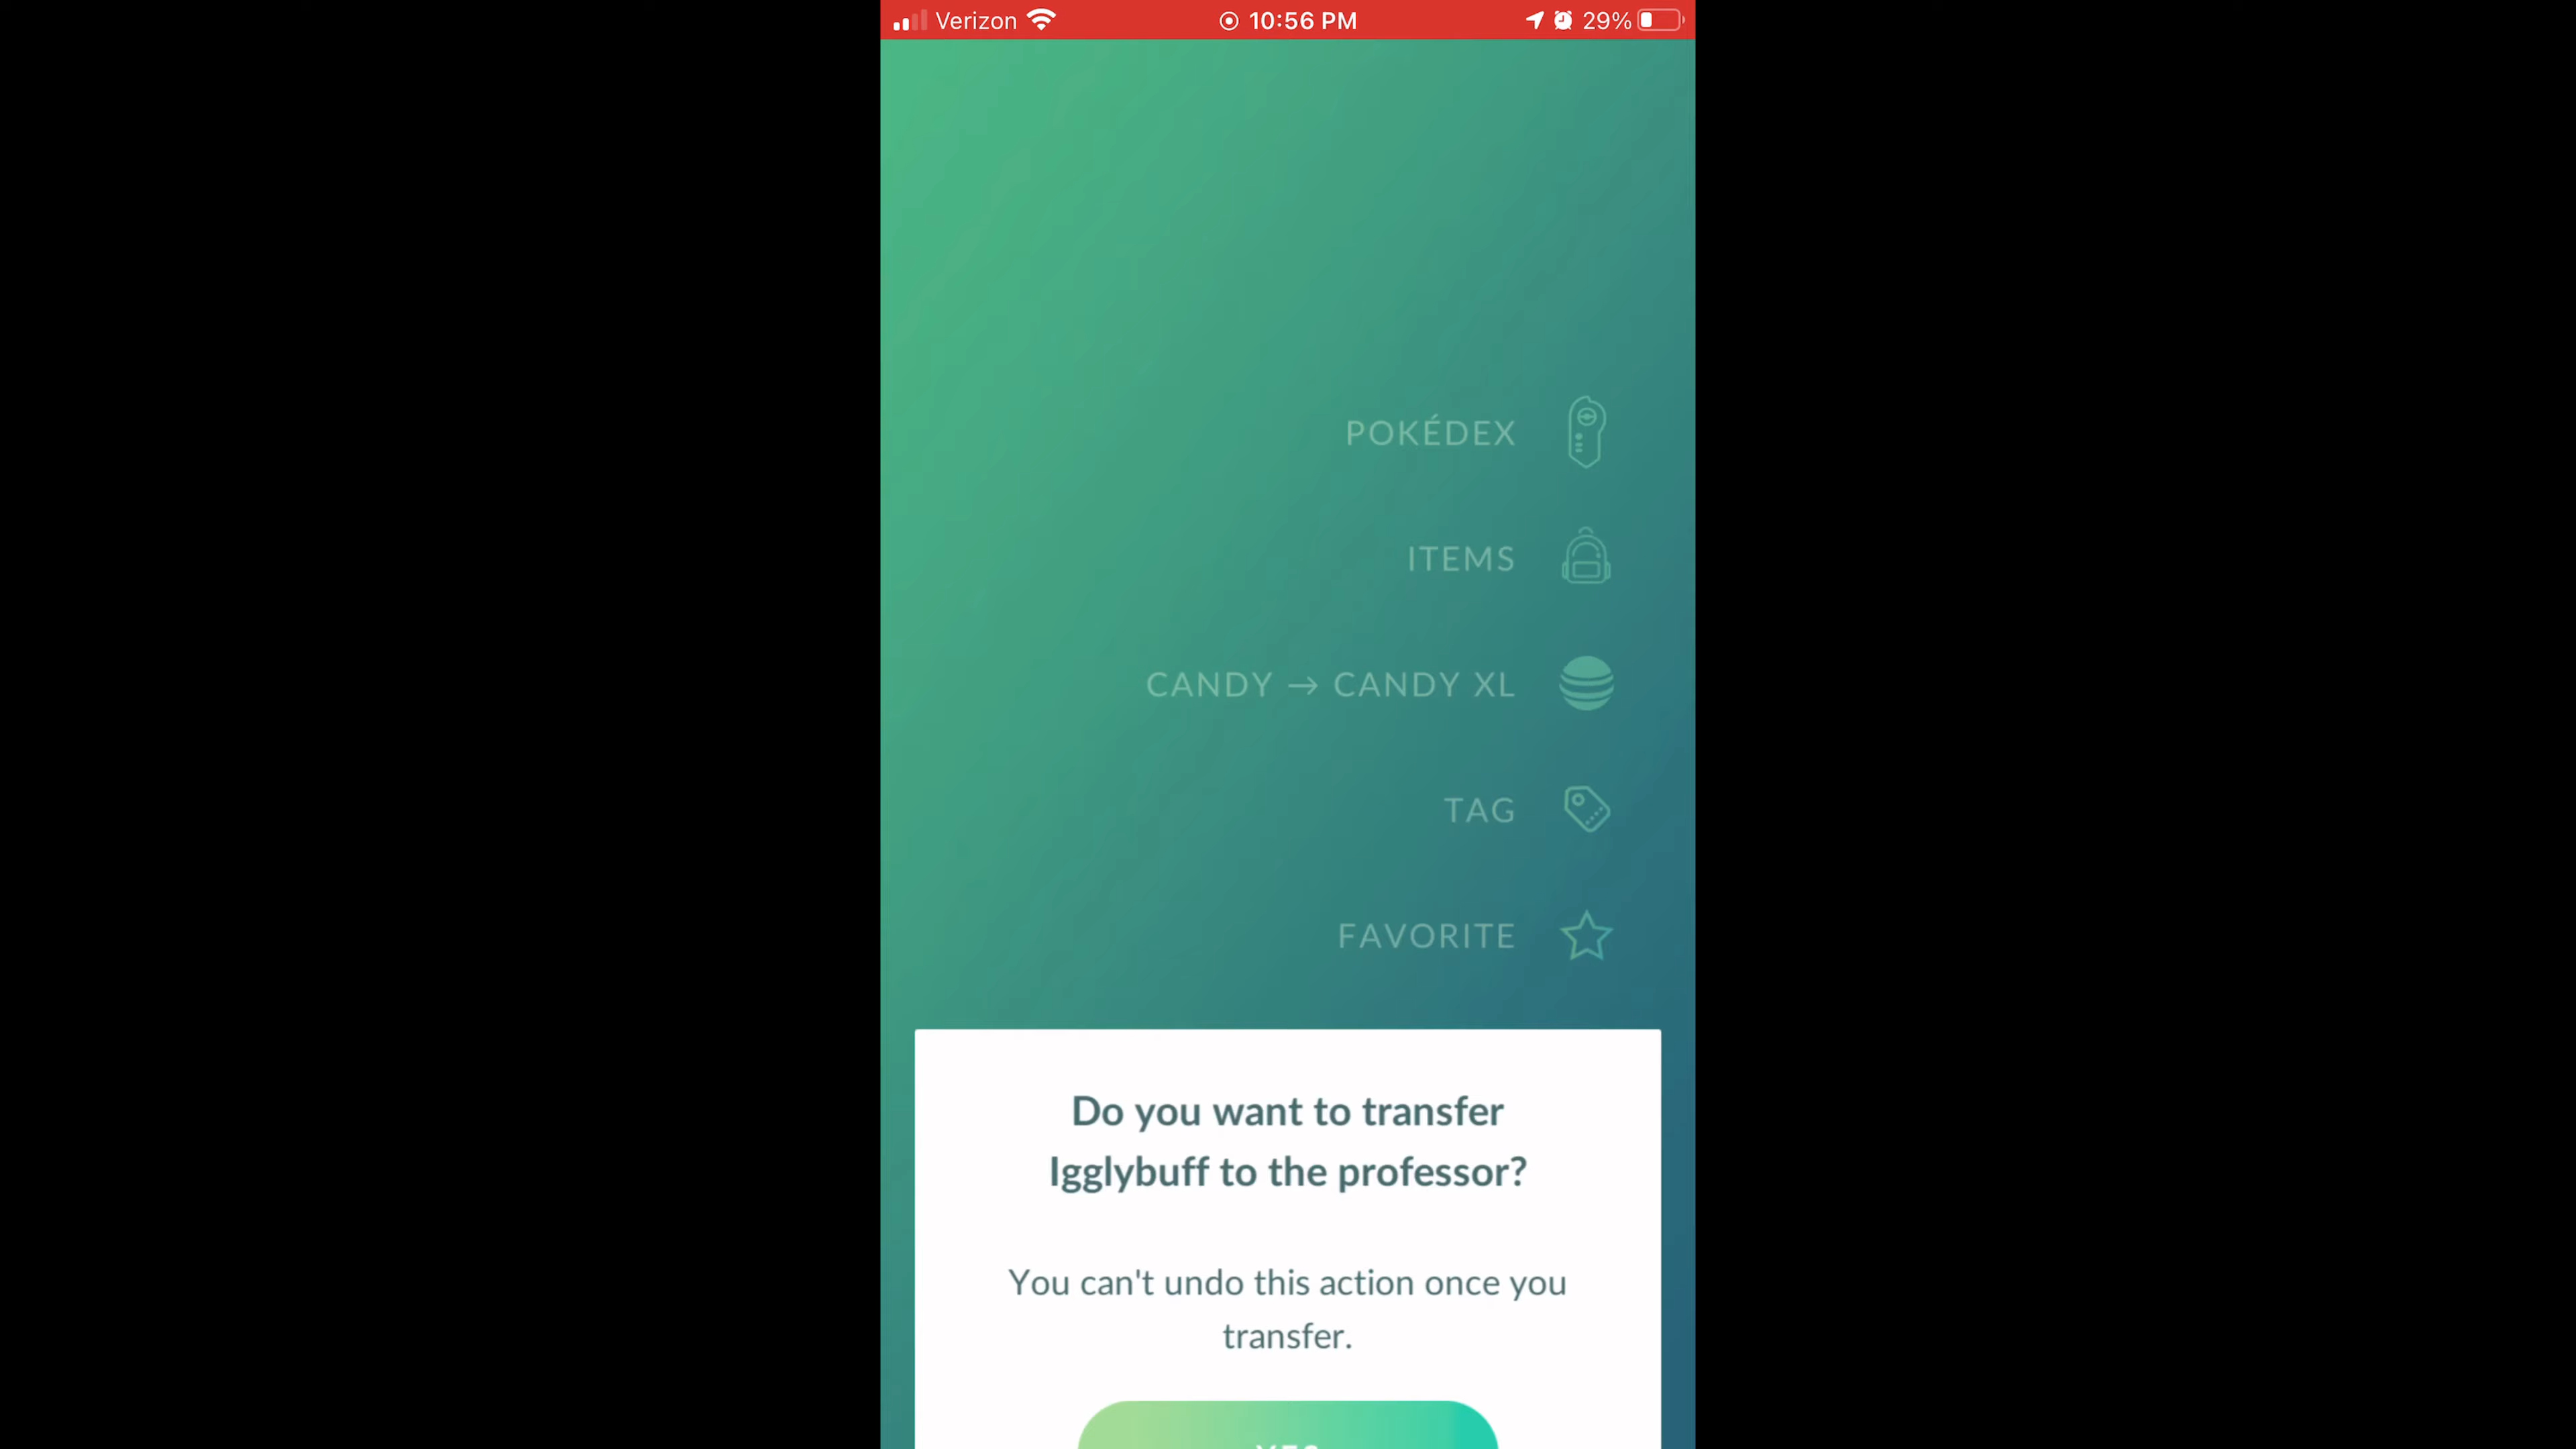 Verizon 10:56 PM 29%
POKÉDEX
ITEMS
CANDY → CANDY XL
TAG
FAVORITE
Do you want to transfer
Igglybuff to the professor?
You can't undo this action once you
transfer.
YES